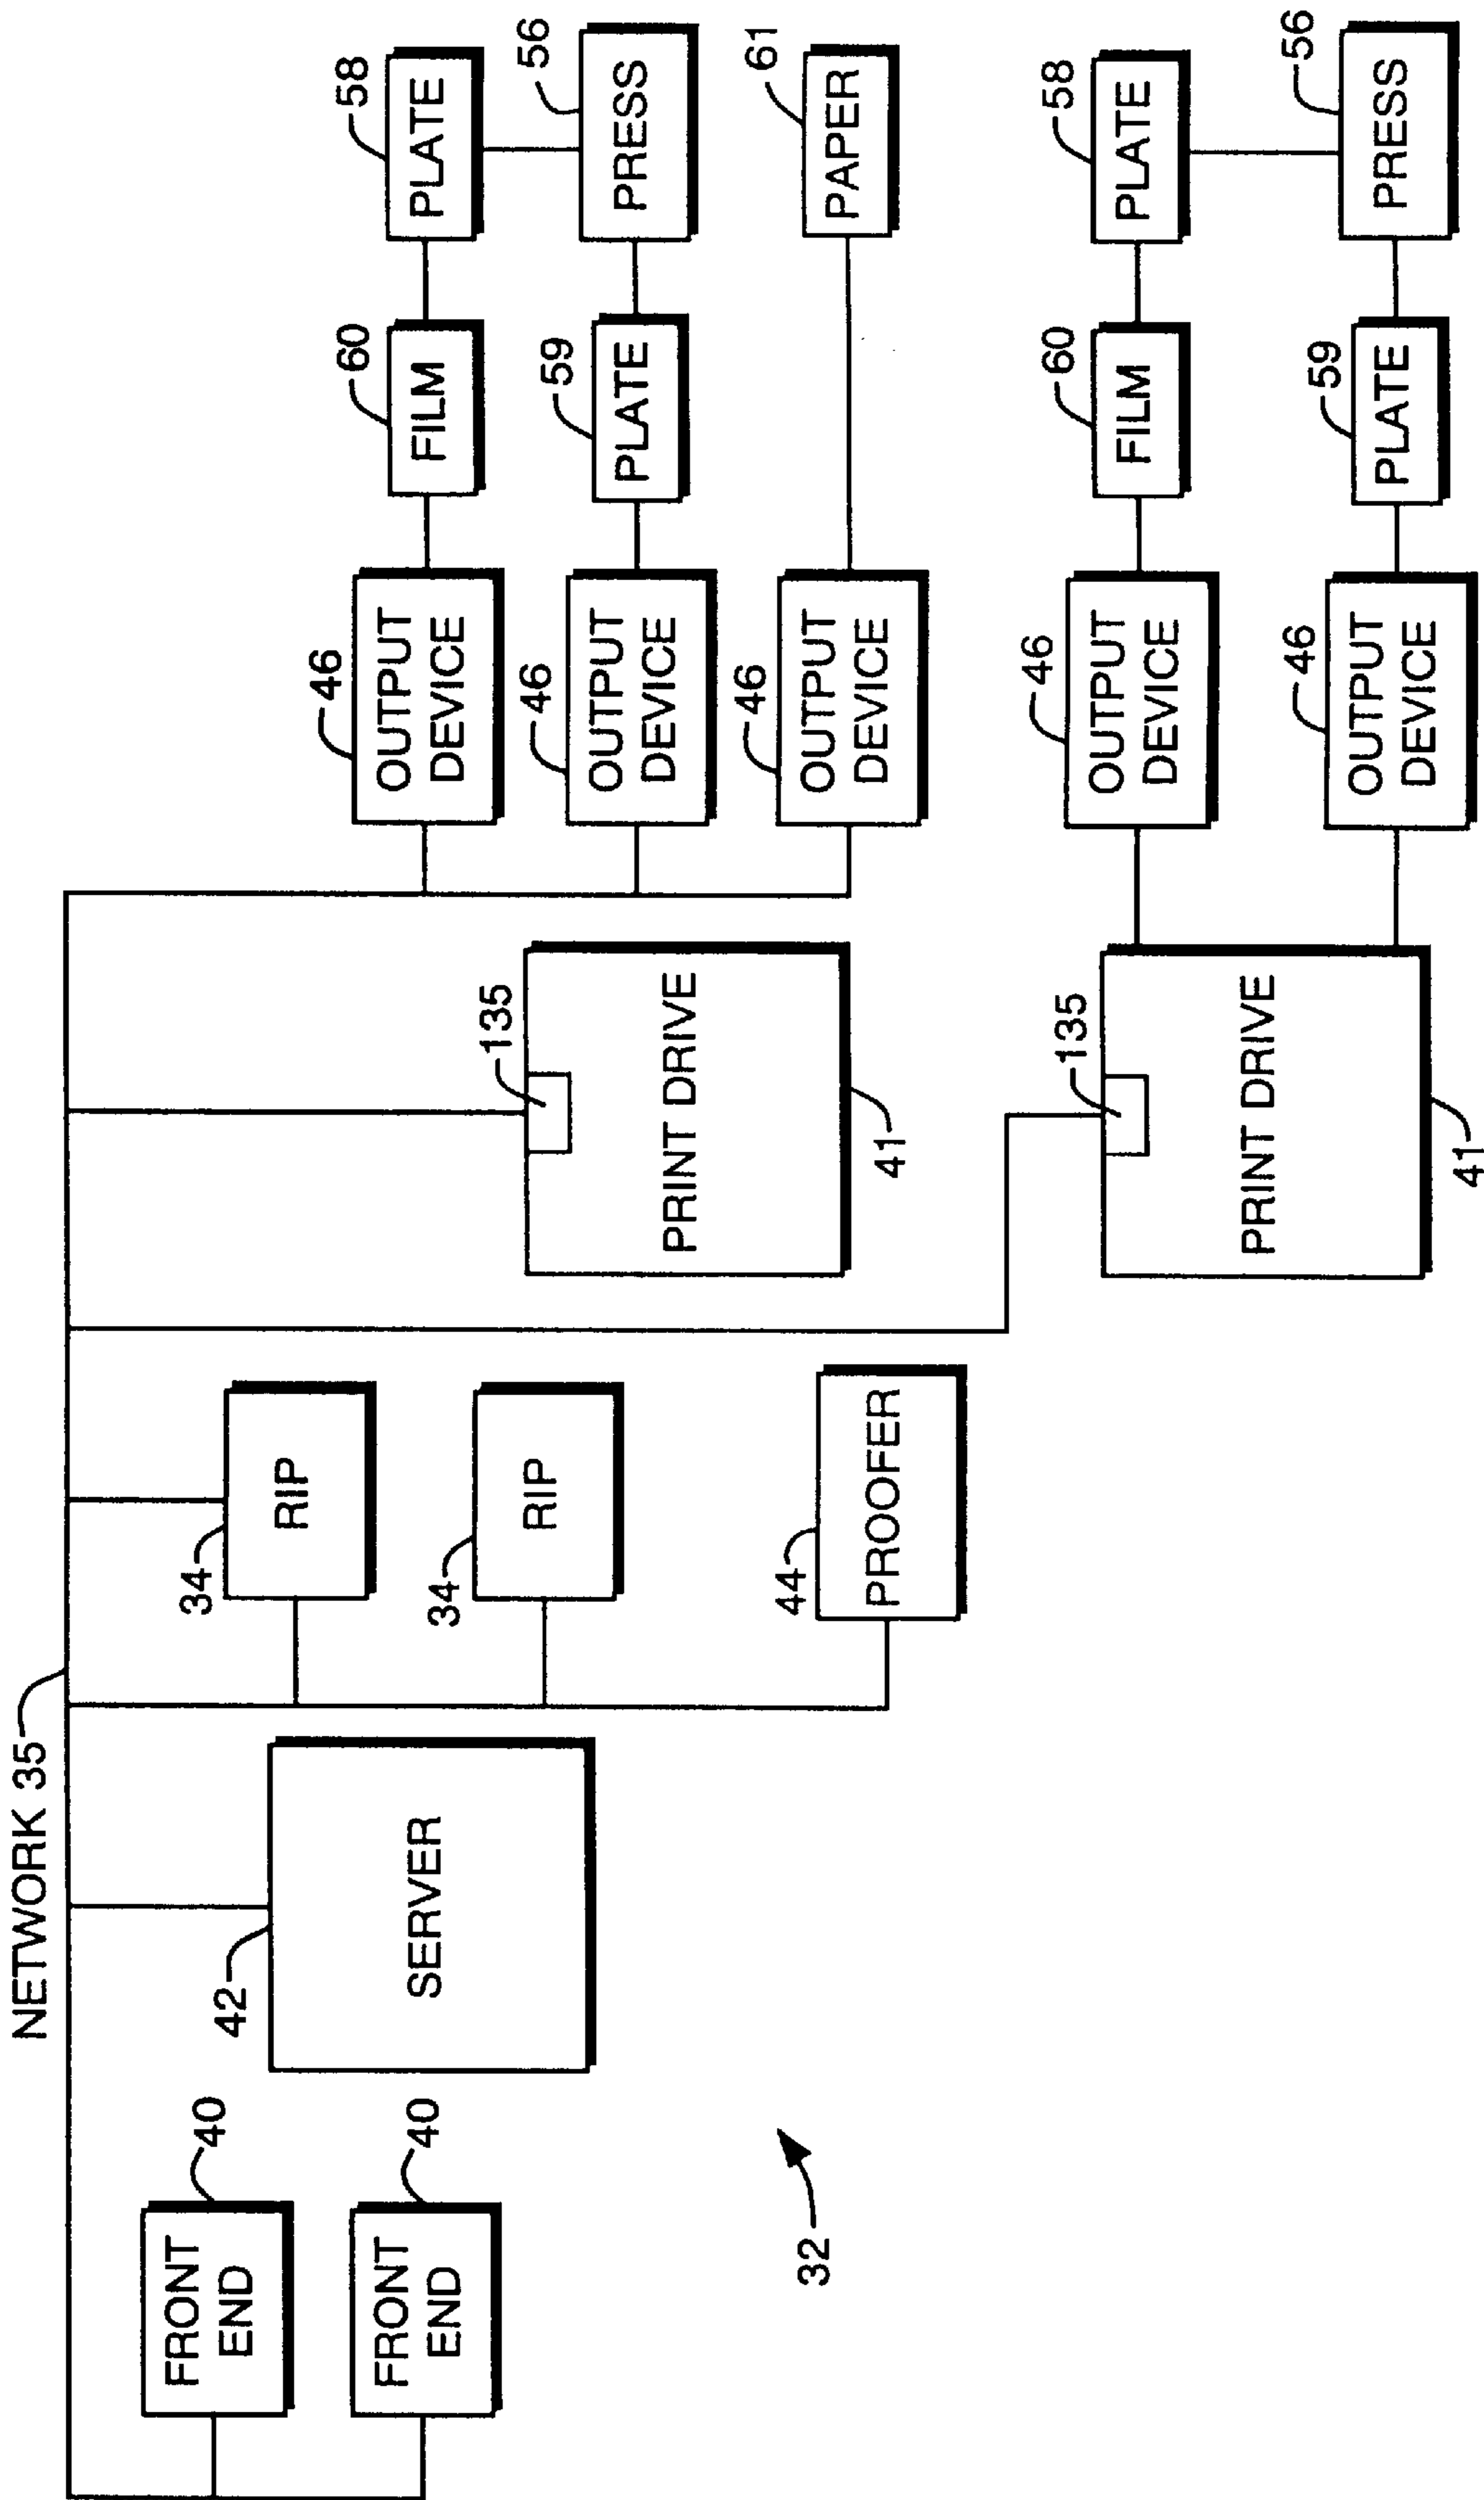 NETWORK 35
FRONT
END
40
FRONT
END
40
42
SERVER
34
RIP
34
RIP
44
PROOFER
32
135
PRINT DRIVE
41
135
PRINT DRIVE
41
46
OUTPUT
DEVICE
60
FILM
58
PLATE
46
OUTPUT
DEVICE
59
PLATE
56
PRESS
46
OUTPUT
DEVICE
61
PAPER
46
OUTPUT
DEVICE
60
FILM
58
PLATE
46
OUTPUT
DEVICE
59
PLATE
56
PRESS